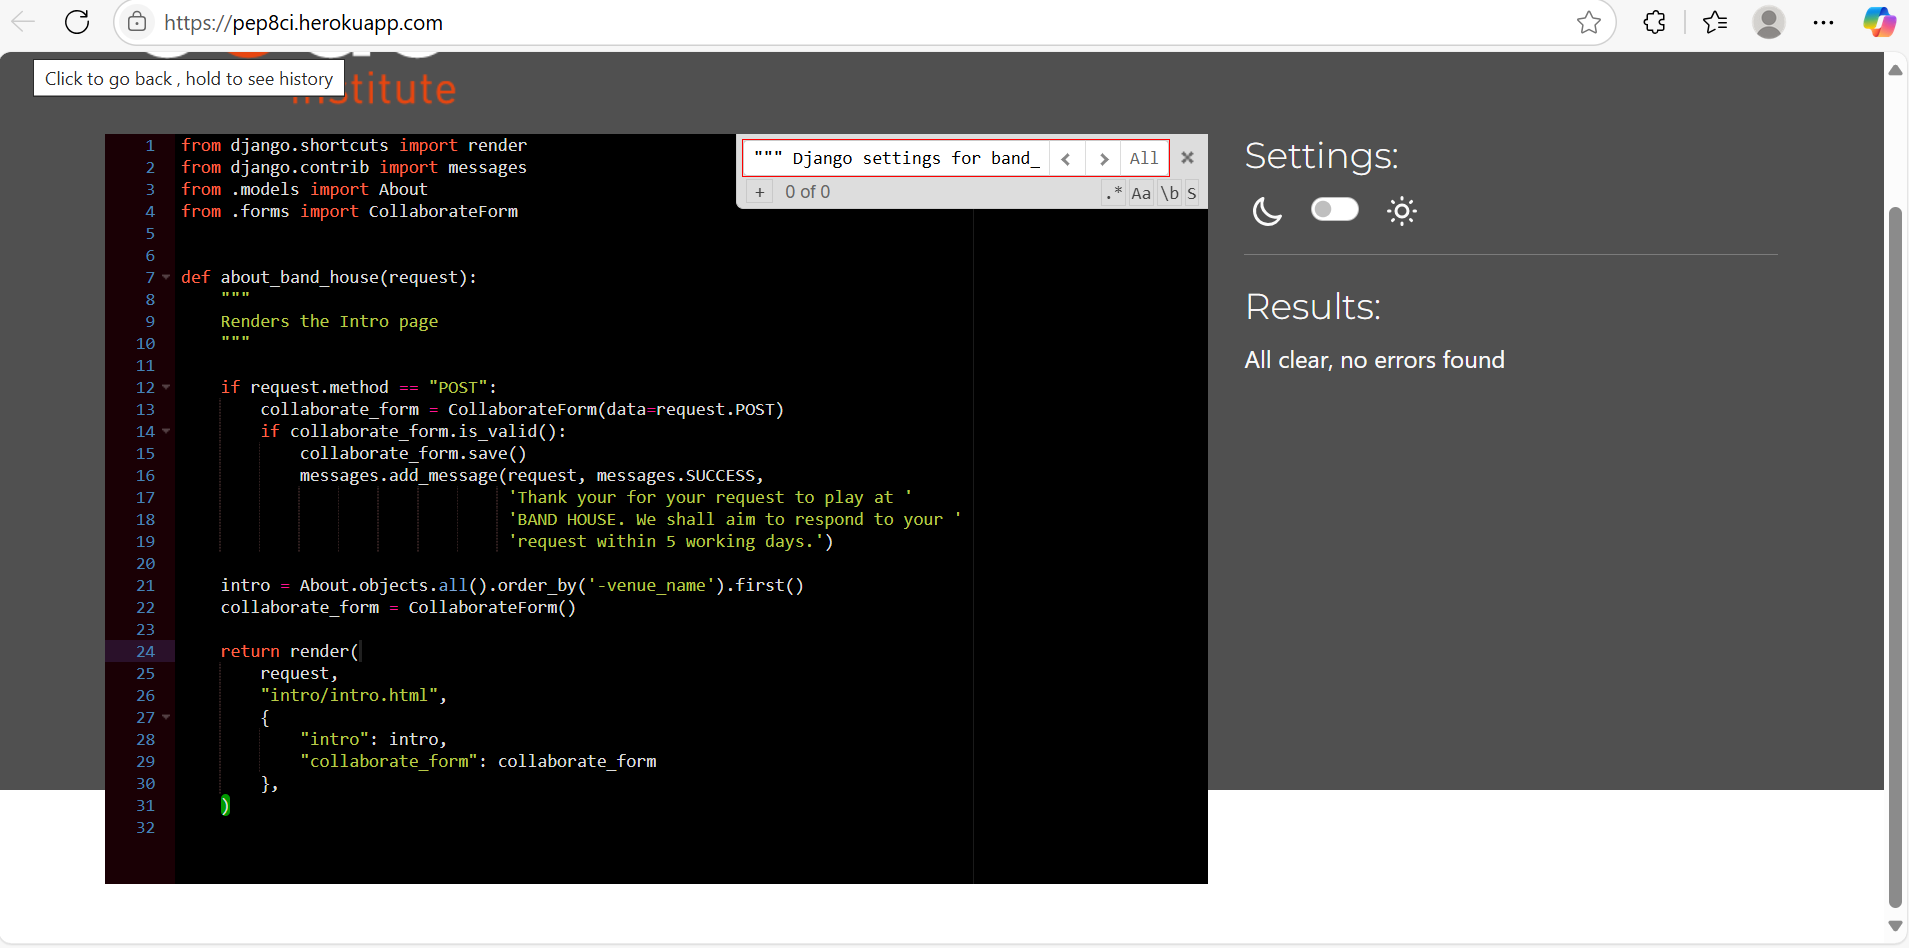 https://pep8ci.herokuapp.com
Click to go back , hold to see history
institute
1 from django.shortcuts import render
2 from django.contrib import messages
3 from .models import About
4 from .forms import CollaborateForm
5
6
7 def about_band_house(request):
8 """
9 Renders the Intro page
10 """
11
12 if request.method == "POST":
13 collaborate_form = CollaborateForm(data=request.POST)
14 if collaborate_form.is_valid():
15 collaborate_form.save()
16 messages.add_message(request, messages.SUCCESS,
17 'Thank your for your request to play at '
18 'BAND HOUSE. We shall aim to respond to your '
19 'request within 5 working days.')
20
21 intro = About.objects.all().order_by('-venue_name').first()
22 collaborate_form = CollaborateForm()
23
24 return render(
25 request,
26 "intro/intro.html",
27 {
28 "intro": intro,
29 "collaborate_form": collaborate_form
30 },
31 )
32
""" Django settings for band_
All
+ 0 of 0 .* Aa \b S
Settings:
Results:
All clear, no errors found